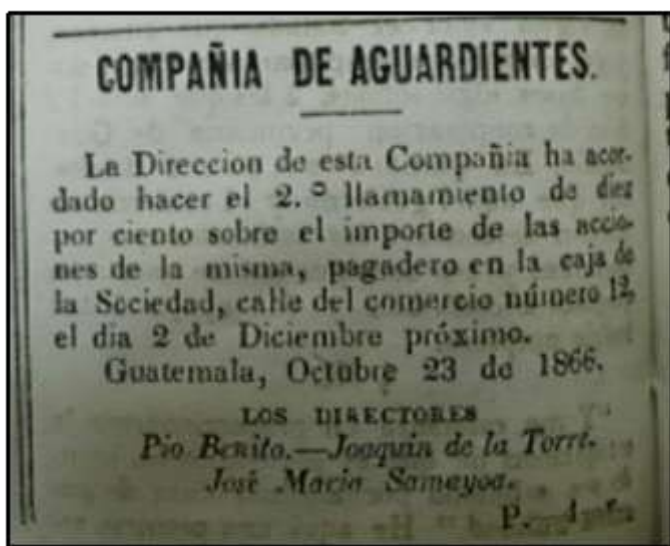 COMPAÑIA DE AGUARDIENTES.
La Direccion de esta Compañia ha acor-
dado hacer el 2.º llamamiento de diez
por ciento sobre el importe de las accio-
nes de la misma, pagadero en la caja de
la Sociedad, calle del comercio número 12,
el dia 2 de Diciembre próximo.
Guatemala, Octubre 23 de 1866.
LOS DIRECTORES
Pio Benito.—Joaquin de la Torre.
José Maria Samayoa.
P.